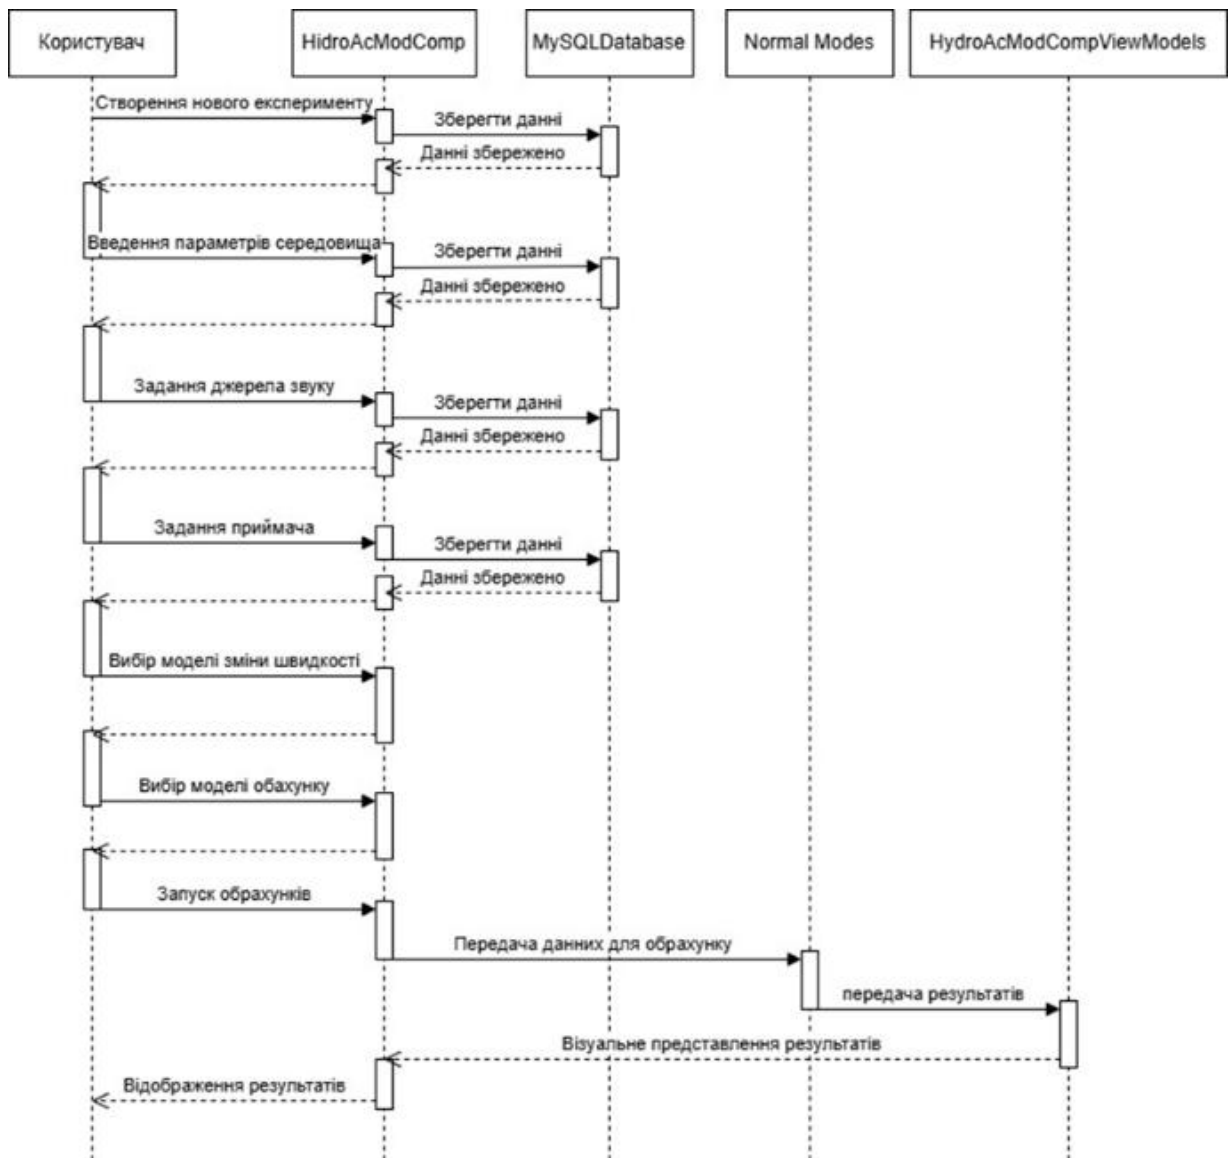 Користувач
HidroAcModComp
MySQLDatabase
Normal Modes
HydroAcModCompViewModels
Створення нового експерименту
Зберегти данні
Данні збережено
Введення параметрів середовища
Зберегти данні
Данні збережено
Задання джерела звуку
Зберегти данні
Данні збережено
Задання приймача
Зберегти данні
Данні збережено
Вибір моделі зміни швидкості
Вибір моделі обахунку
Запуск обрахунків
Передача данних для обрахунку
передача результатів
Візуальне представлення результатів
Відображення результатів